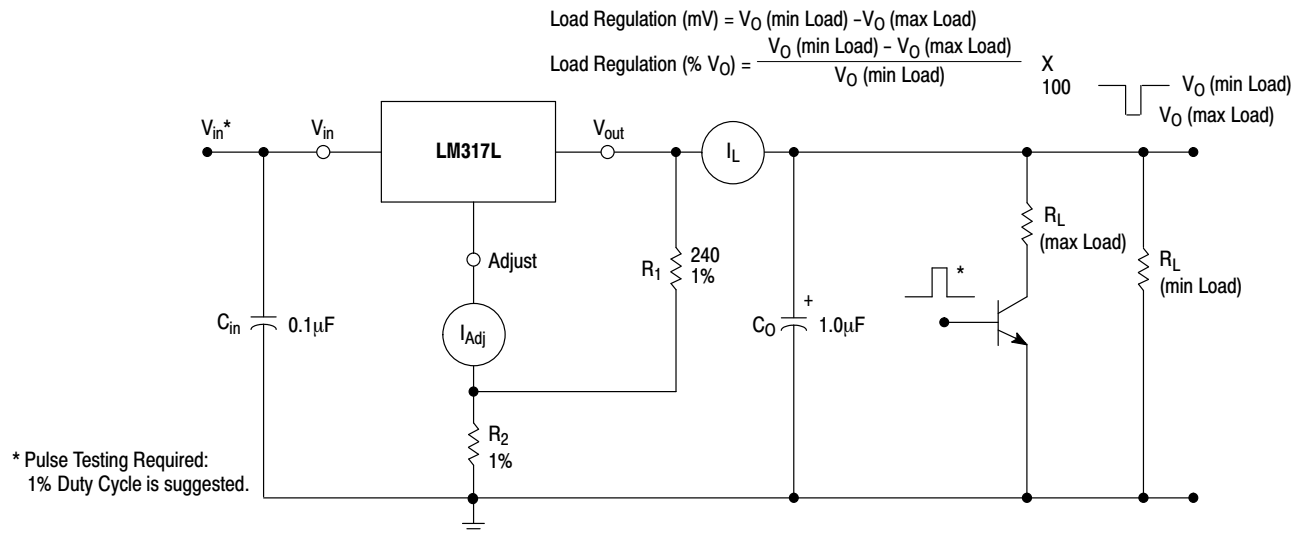 Load Regulation (mV) = VO (min Load) –VO (max Load)
Load Regulation (% VO) = VO (min Load) – VO (max Load)
VO (min Load)
X
100
VO (min Load)
VO (max Load)
Vin*
Vin
LM317L
Vout
IL
Adjust
R1
240
1%
RL
(max Load)
RL
(min Load)
*
Cin
0.1μF
IAdj
CO
+
1.0μF
R2
1%
* Pulse Testing Required:
1% Duty Cycle is suggested.